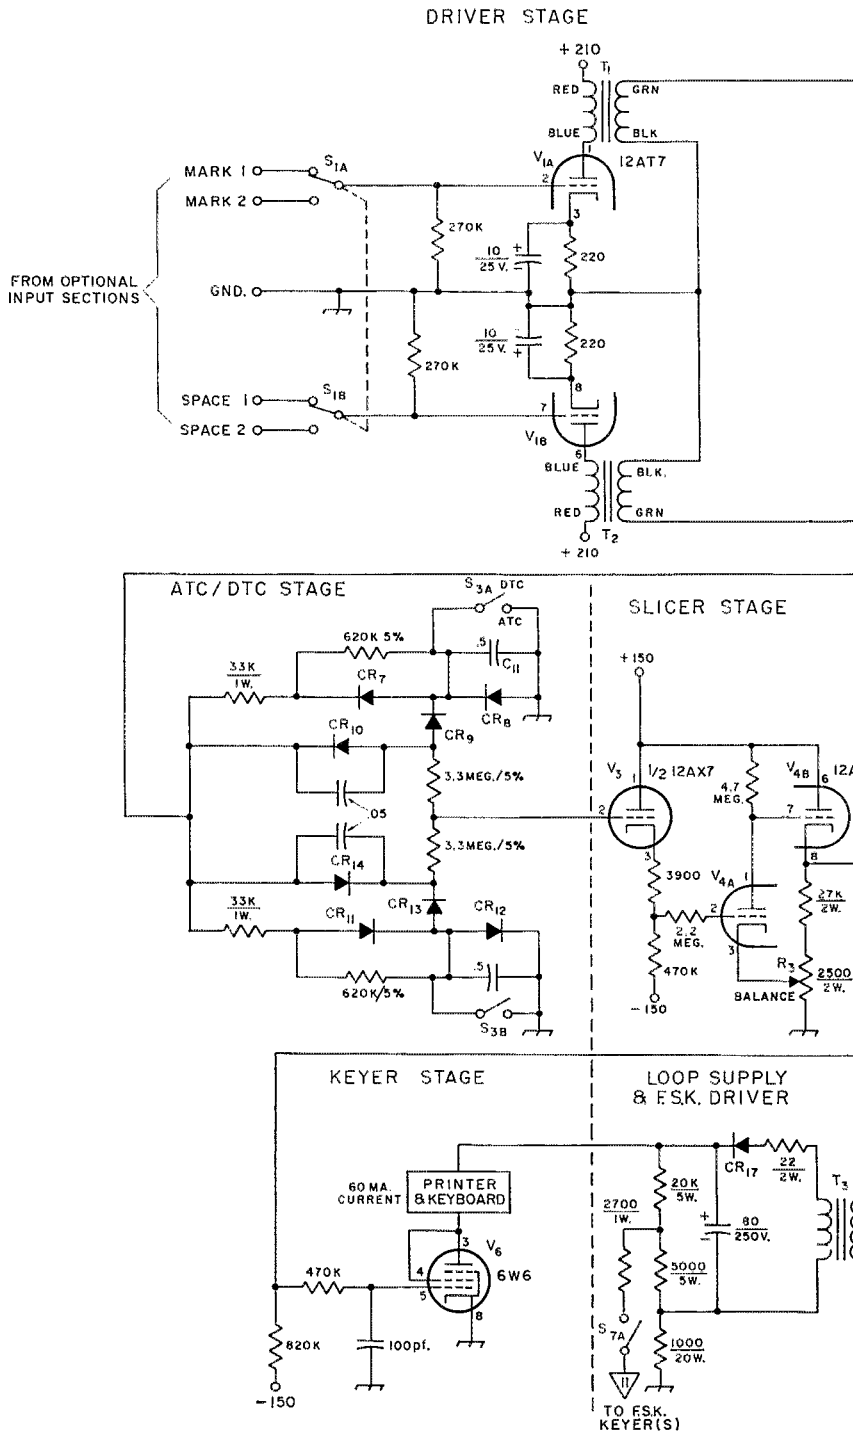 DRIVER STAGE
+ 210
T1
RED
GRN
BLUE
BLK
V1A
1
12AT7
MARK 1
S1A
2
MARK 2
3
270K
10
25V.
+
−
220
FROM OPTIONAL
INPUT SECTIONS
GND.
10
25V.
−
+
220
270K
8
SPACE 1
S1B
7
SPACE 2
V1B
6
BLUE
BLK.
RED
GRN
T2
+ 210
ATC/DTC STAGE
S3A
DTC
ATC
SLICER STAGE
620K 5%
.5
C11
+150
33K
1W.
CR7
CR8
CR10
CR9
V3
1
1/2 12AX7
V4B
6
12A
3.3MEG./5%
4.7
MEG.
.05
2
7
3.3MEG./5%
3
8
CR14
3900
V4A
1
33K
1W.
CR11
CR13
CR12
2
2.2
MEG.
27K
2W.
3
.5
470K
R3
2500
2W.
620K/5%
BALANCE
S3B
−150
KEYER STAGE
LOOP SUPPLY
& F.S.K. DRIVER
CR17
22
2W.
T3
60 MA.
CURRENT
PRINTER
& KEYBOARD
2700
1W.
20K
5W.
+
−
80
250V.
3
V6
6W6
470K
4
5
5000
5W.
8
820K
100pf.
S7A
1000
20W.
−150
11
TO F.S.K.
KEYER(S)